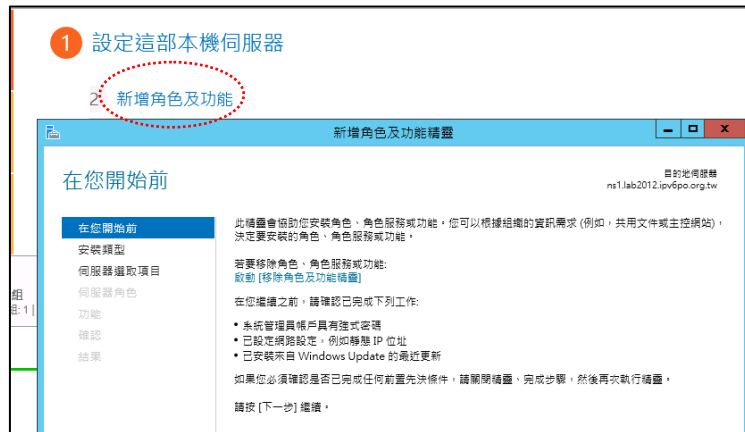 1 設定這部本機伺服器
2 新增角色及功能
新增角色及功能精靈
在您開始前
目的地伺服器
ns1.lab2012.ipv6po.org.tw
在您開始前
安裝類型
伺服器選取項目
伺服器角色
功能
確認
結果
此精靈會協助您安裝角色、角色服務或功能。您可以根據組織的資訊需求 (例如，共用文件或主控網站)，
決定要安裝的角色、角色服務或功能。
若要移除角色、角色服務或功能:
啟動 [移除角色及功能精靈]
在您繼續之前，請確認已完成下列工作:
• 系統管理員帳戶具有強式密碼
• 已設定網路設定，例如靜態 IP 位址
• 已安裝來自 Windows Update 的最近更新
如果您必須確認是否已完成任何前置先決條件，請關閉精靈、完成步驟，然後再次執行精靈。
請按 [下一步] 繼續。
組
組: 1 |